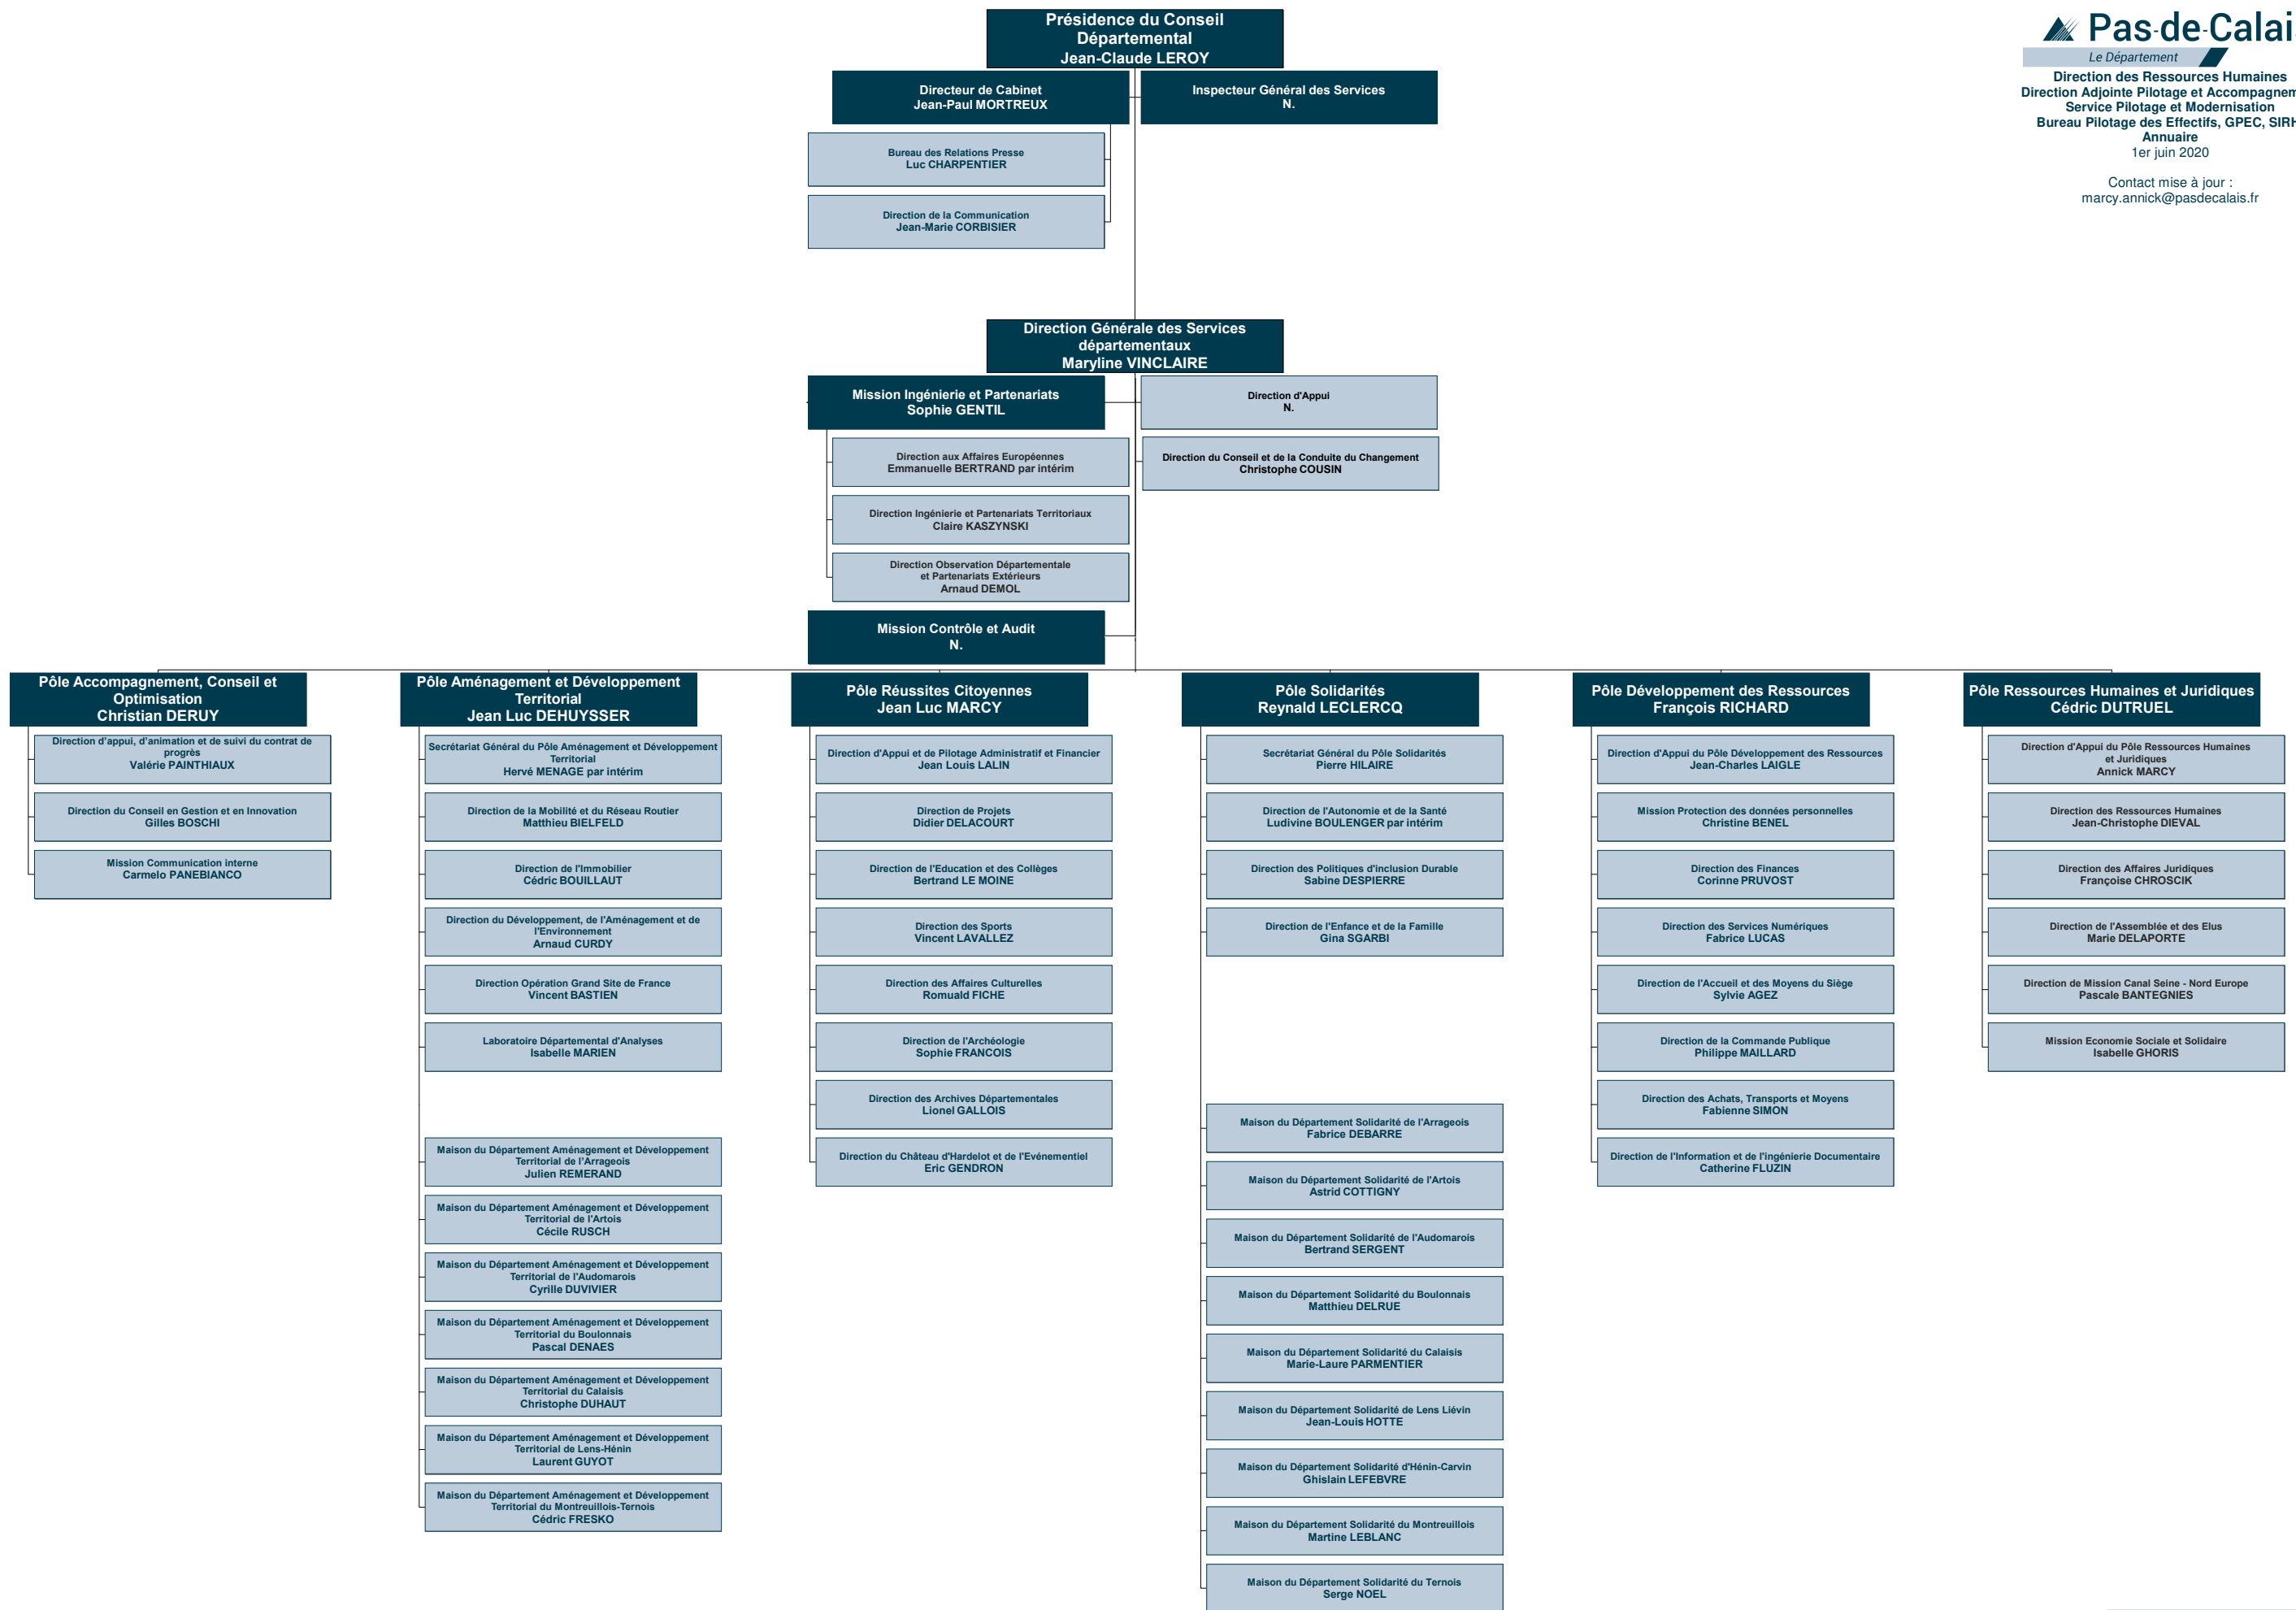 Présidence du Conseil
Départemental
Jean-Claude LEROY
Directeur de Cabinet
Jean-Paul MORTREUX
Inspecteur Général des Services
N.
Bureau des Relations Presse
Luc CHARPENTIER
Direction de la Communication
Jean-Marie CORBISIER
Pas-de-Calai
Le Département
Direction des Ressources Humaines
Direction Adjointe Pilotage et Accompagnem
Service Pilotage et Modernisation
Bureau Pilotage des Effectifs, GPEC, SIRH
Annuaire
1er juin 2020
Contact mise à jour :
marcy.annick@pasdecalais.fr
Direction Générale des Services
départementaux
Maryline VINCLAIRE
Mission Ingénierie et Partenariats
Sophie GENTIL
Direction d'Appui
N.
Direction aux Affaires Européennes
Emmanuelle BERTRAND par intérim
Direction du Conseil et de la Conduite du Changement
Christophe COUSIN
Direction Ingénierie et Partenariats Territoriaux
Claire KASZYNSKI
Direction Observation Départementale
et Partenariats Extérieurs
Arnaud DEMOL
Mission Contrôle et Audit
N.
Pôle Accompagnement, Conseil et
Optimisation
Christian DERUY
Direction d'appui, d'animation et de suivi du contrat de
progrès
Valérie PAINTHIAUX
Direction du Conseil en Gestion et en Innovation
Gilles BOSCHI
Mission Communication interne
Carmelo PANEBIANCO
Pôle Aménagement et Développement
Territorial
Jean Luc DEHUYSSER
Secrétariat Général du Pôle Aménagement et Développement
Territorial
Hervé MENAGE par intérim
Direction de la Mobilité et du Réseau Routier
Matthieu BIELFELD
Direction de l'Immobilier
Cédric BOUILLAUT
Direction du Développement, de l'Aménagement et de
l'Environnement
Arnaud CURDY
Direction Opération Grand Site de France
Vincent BASTIEN
Laboratoire Départemental d'Analyses
Isabelle MARIEN
Maison du Département Aménagement et Développement
Territorial de l'Arrageois
Julien REMERAND
Maison du Département Aménagement et Développement
Territorial de l'Artois
Cécile RUSCH
Maison du Département Aménagement et Développement
Territorial de l'Audomarois
Cyrille DUVIVIER
Maison du Département Aménagement et Développement
Territorial du Boulonnais
Pascal DENAES
Maison du Département Aménagement et Développement
Territorial du Calaisis
Christophe DUHAUT
Maison du Département Aménagement et Développement
Territorial de Lens-Hénin
Laurent GUYOT
Maison du Département Aménagement et Développement
Territorial du Montreuillois-Ternois
Cédric FRESKO
Pôle Réussites Citoyennes
Jean Luc MARCY
Direction d'Appui et de Pilotage Administratif et Financier
Jean Louis LALIN
Direction de Projets
Didier DELACOURT
Direction de l'Education et des Collèges
Bertrand LE MOINE
Direction des Sports
Vincent LAVALLEZ
Direction des Affaires Culturelles
Romuald FICHE
Direction de l'Archéologie
Sophie FRANCOIS
Direction des Archives Départementales
Lionel GALLOIS
Direction du Château d'Hardelot et de l'Evénementiel
Eric GENDRON
Pôle Solidarités
Reynald LECLERCQ
Secrétariat Général du Pôle Solidarités
Pierre HILAIRE
Direction de l'Autonomie et de la Santé
Ludivine BOULENGER par intérim
Direction des Politiques d'inclusion Durable
Sabine DESPIERRE
Direction de l'Enfance et de la Famille
Gina SGARBI
Maison du Département Solidarité de l'Arrageois
Fabrice DEBARRE
Maison du Département Solidarité de l'Artois
Astrid COTTIGNY
Maison du Département Solidarité de l'Audomarois
Bertrand SERGENT
Maison du Département Solidarité du Boulonnais
Matthieu DELRUE
Maison du Département Solidarité du Calaisis
Marie-Laure PARMENTIER
Maison du Département Solidarité de Lens Liévin
Jean-Louis HOTTE
Maison du Département Solidarité d'Hénin-Carvin
Ghislain LEFEBVRE
Maison du Département Solidarité du Montreuillois
Martine LEBLANC
Maison du Département Solidarité du Ternois
Serge NOEL
Pôle Développement des Ressources
François RICHARD
Direction d'Appui du Pôle Développement des Ressources
Jean-Charles LAIGLE
Mission Protection des données personnelles
Christine BENEL
Direction des Finances
Corinne PRUVOST
Direction des Services Numériques
Fabrice LUCAS
Direction de l'Accueil et des Moyens du Siège
Sylvie AGEZ
Direction de la Commande Publique
Philippe MAILLARD
Direction des Achats, Transports et Moyens
Fabienne SIMON
Direction de l'Information et de l'ingénierie Documentaire
Catherine FLUZIN
Pôle Ressources Humaines et Juridiques
Cédric DUTRUEL
Direction d'Appui du Pôle Ressources Humaines
et Juridiques
Annick MARCY
Direction des Ressources Humaines
Jean-Christophe DIEVAL
Direction des Affaires Juridiques
Françoise CHROSCIK
Direction de l'Assemblée et des Elus
Marie DELAPORTE
Direction de Mission Canal Seine - Nord Europe
Pascale BANTEGNIES
Mission Economie Sociale et Solidaire
Isabelle GHORIS